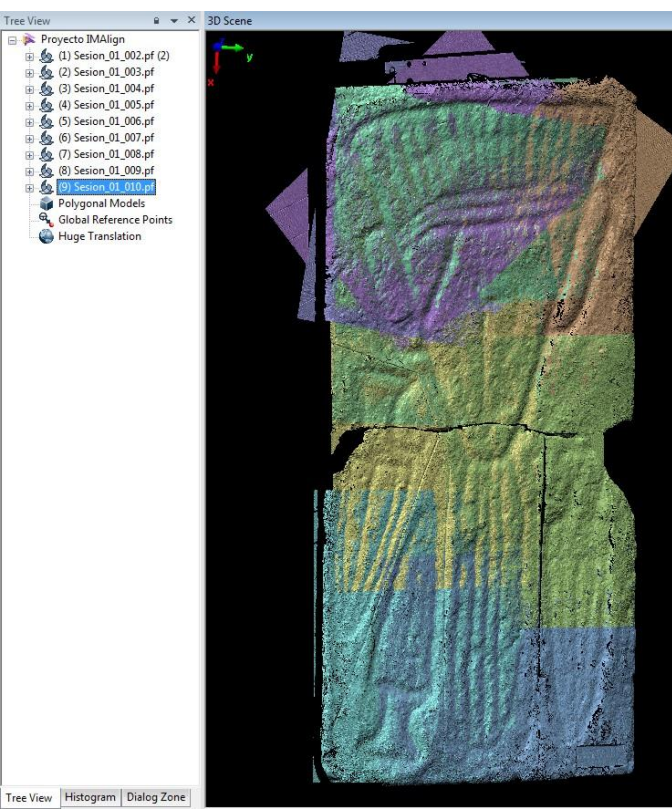 Tree View
3D Scene
Proyecto IMAlign
(1) Sesion_01_002.pf (2)
(2) Sesion_01_003.pf
(3) Sesion_01_004.pf
(4) Sesion_01_005.pf
(5) Sesion_01_006.pf
(6) Sesion_01_007.pf
(7) Sesion_01_008.pf
(8) Sesion_01_009.pf
(9) Sesion_01_010.pf
Polygonal Models
Global Reference Points
Huge Translation
y
x
Tree View
Histogram
Dialog Zone